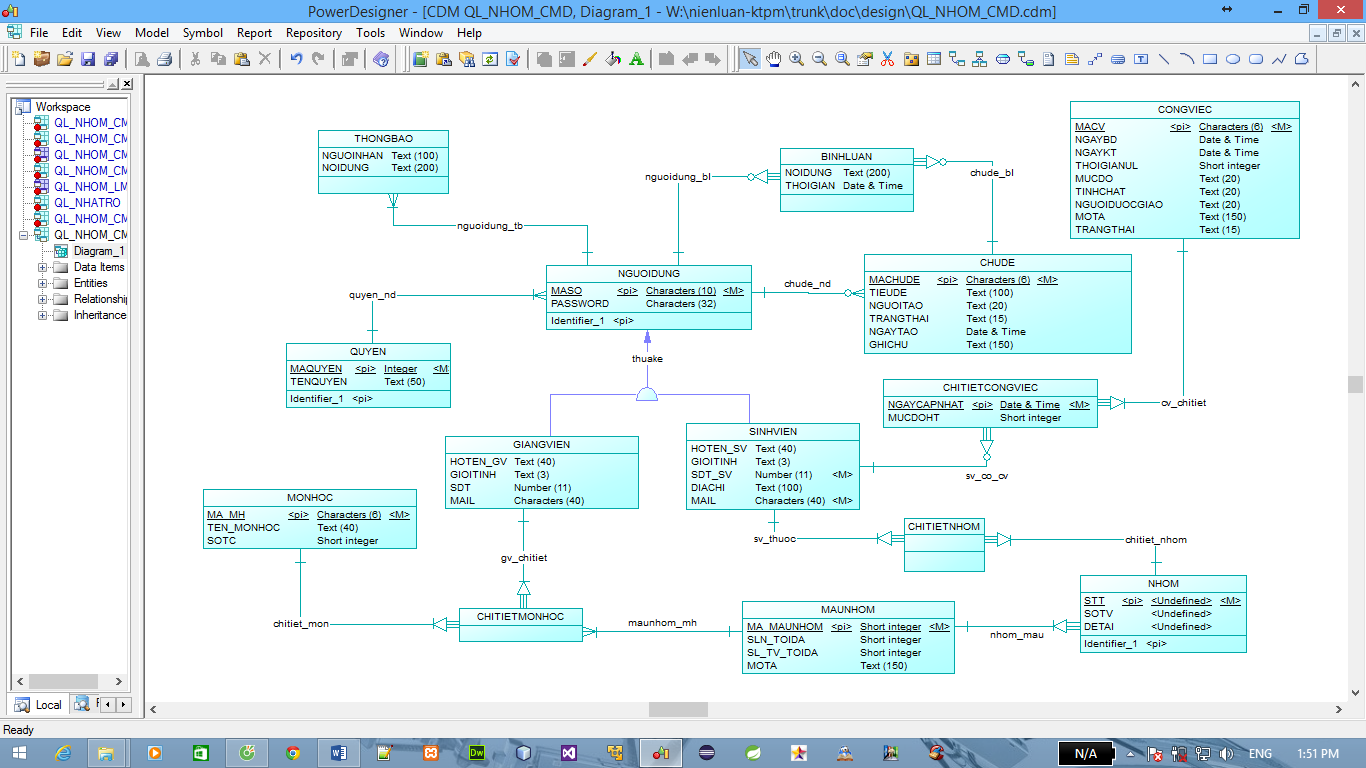 PowerDesigner - [CDM QL_NHOM_CMD, Diagram_1 - W:\nienluan-ktpm\trunk\doc\design\QL_NHOM_CMD.cdm]
File Edit View Model Symbol Report Repository Tools Window Help
Workspace
QL_NHOM_CM
QL_NHOM_CM
QL_NHOM_CM
QL_NHOM_CM
QL_NHOM_LM
QL_NHATRO
QL_NHOM_CM
QL_NHOM_CM
Diagram_1
Data Items
Entities
Relationship
Inheritance
Local
THONGBAO
NGUOINHAN Text (100)
NOIDUNG Text (200)
nguoidung_tb
nguoidung_bl
BINHLUAN
NOIDUNG Text (200)
THOIGIAN Date & Time
chude_bl
CONGVIEC
MACV <pi> Characters (6) <M>
NGAYBD Date & Time
NGAYKT Date & Time
THOIGIANUL Short integer
MUCDO Text (20)
TINHCHAT Text (20)
NGUOIDUOCGIAO Text (20)
MOTA Text (150)
TRANGTHAI Text (15)
NGUOIDUNG
MASO <pi> Characters (10) <M>
PASSWORD Characters (32)
Identifier_1 <pi>
chude_nd
CHUDE
MACHUDE <pi> Characters (6) <M>
TIEUDE Text (100)
NGUOITAO Text (20)
TRANGTHAI Text (15)
NGAYTAO Date & Time
GHICHU Text (150)
quyen_nd
QUYEN
MAQUYEN <pi> Integer <M
TENQUYEN Text (50)
Identifier_1 <pi>
thuake
CHITIETCONGVIEC
NGAYCAPNHAT <pi> Date & Time <M>
MUCDOHT Short integer
cv_chitiet
GIANGVIEN
HOTEN_GV Text (40)
GIOITINH Text (3)
SDT Number (11)
MAIL Characters (40)
SINHVIEN
HOTEN_SV Text (40)
GIOITINH Text (3)
SDT_SV Number (11) <M>
DIACHI Text (100)
MAIL Characters (40) <M>
sv_co_cv
MONHOC
MA_MH <pi> Characters (6) <M>
TEN_MONHOC Text (40)
SOTC Short integer
gv_chitiet
sv_thuoc
CHITIETNHOM
chitiet_nhom
chitiet_mon
CHITIETMONHOC
maunhom_mh
MAUNHOM
MA_MAUNHOM <pi> Short integer <M>
SLN_TOIDA Short integer
SL_TV_TOIDA Short integer
MOTA Text (150)
nhom_mau
NHOM
STT <pi> <Undefined> <M>
SOTV <Undefined>
DETAI <Undefined>
Identifier_1 <pi>
Ready
N/A ENG 1:51 PM